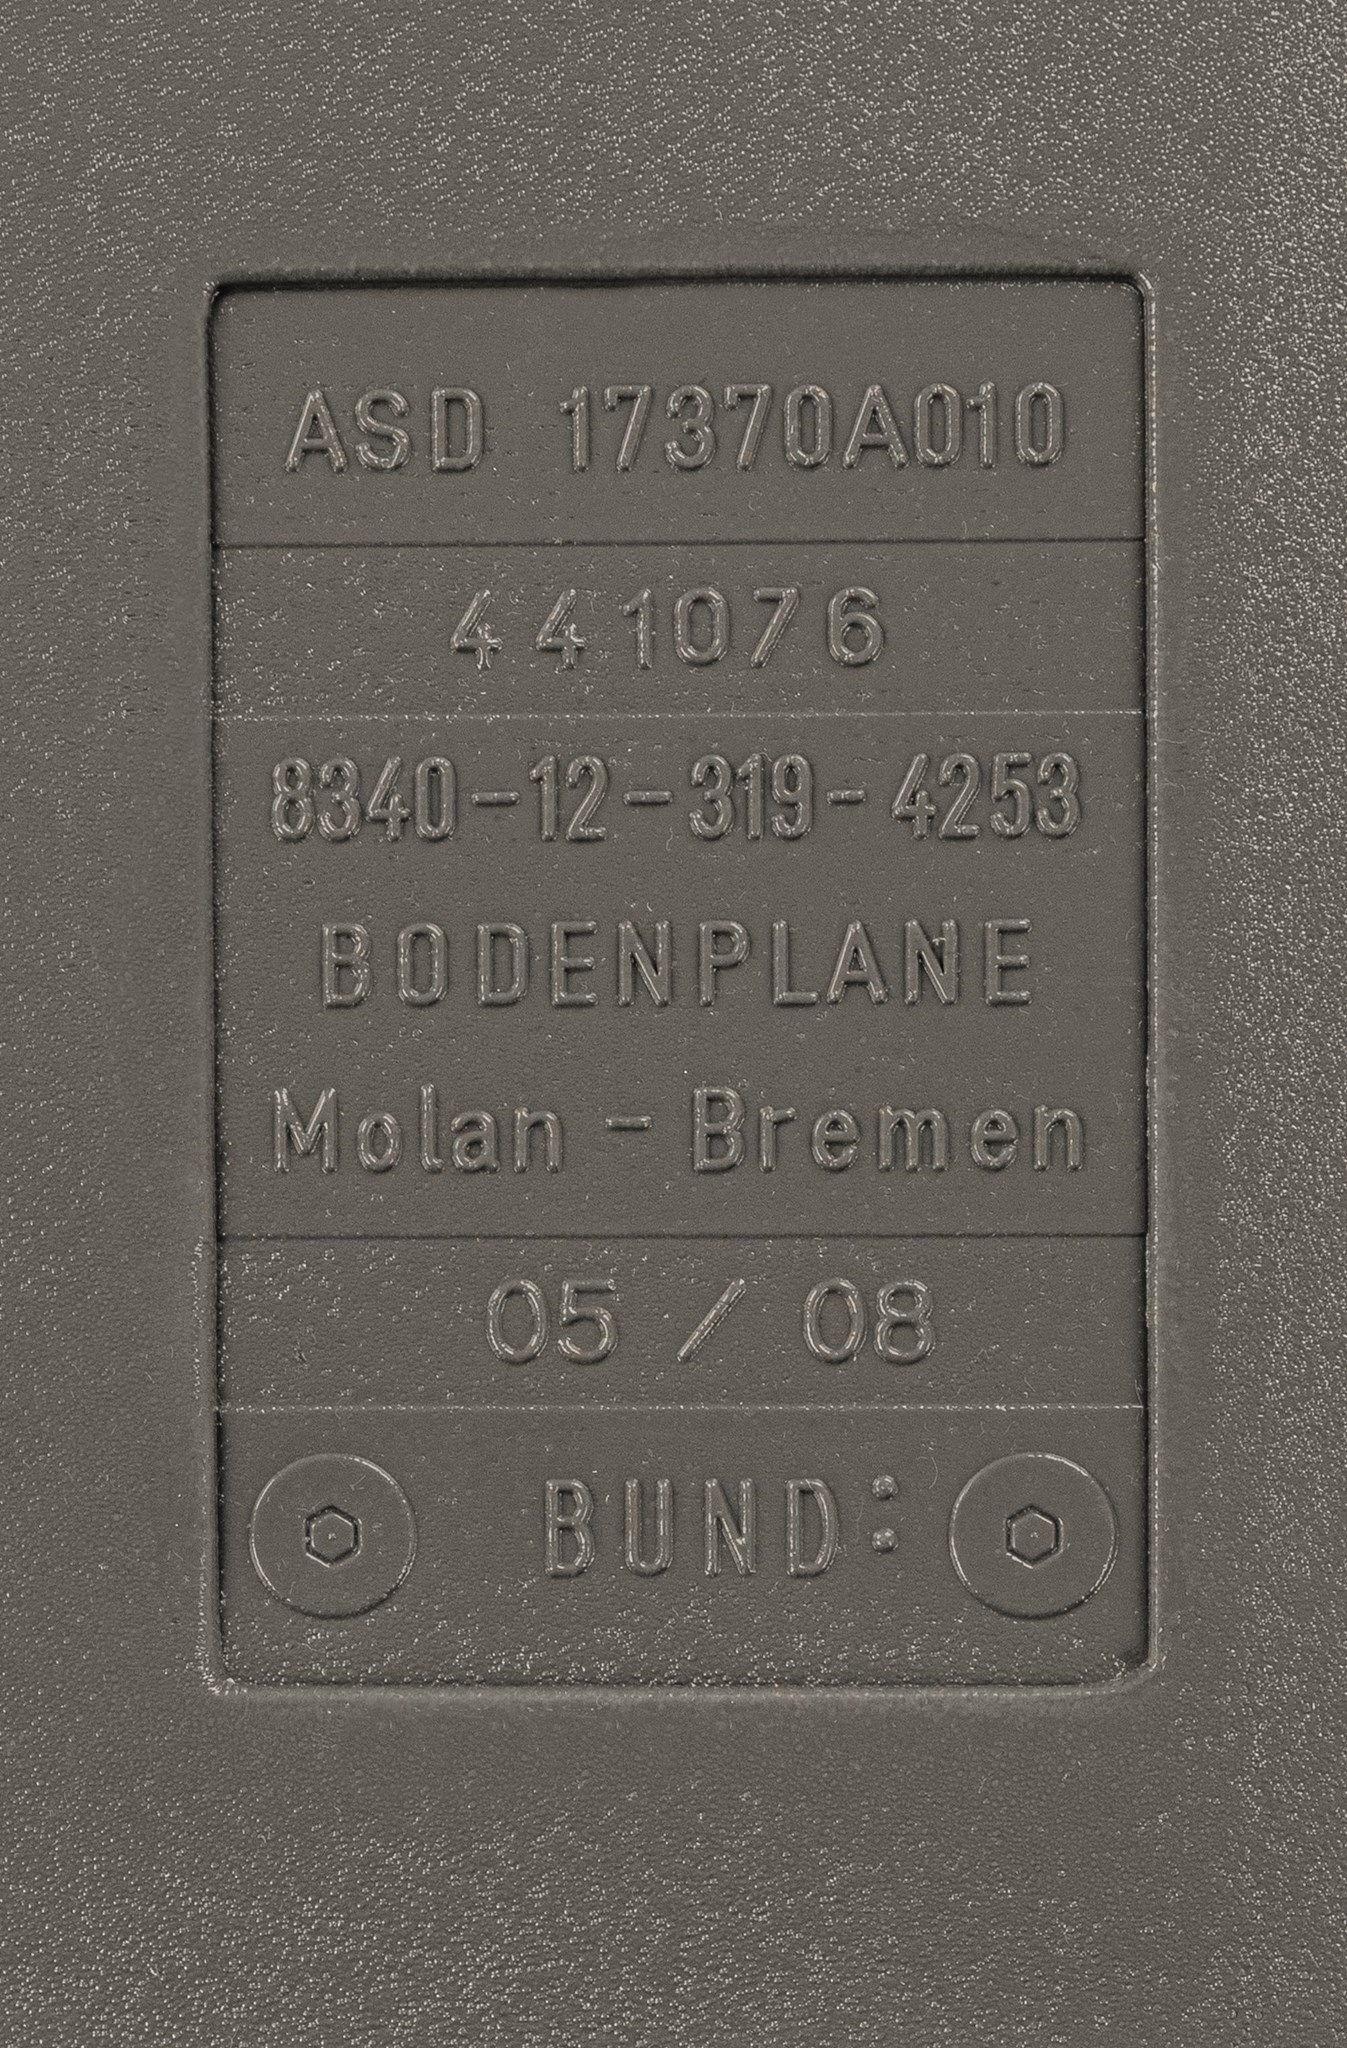 ASD 17370A010
441076
8340-12-319-4253
BODENPLANE
Molan - Bremen
05 / 08
BUND: